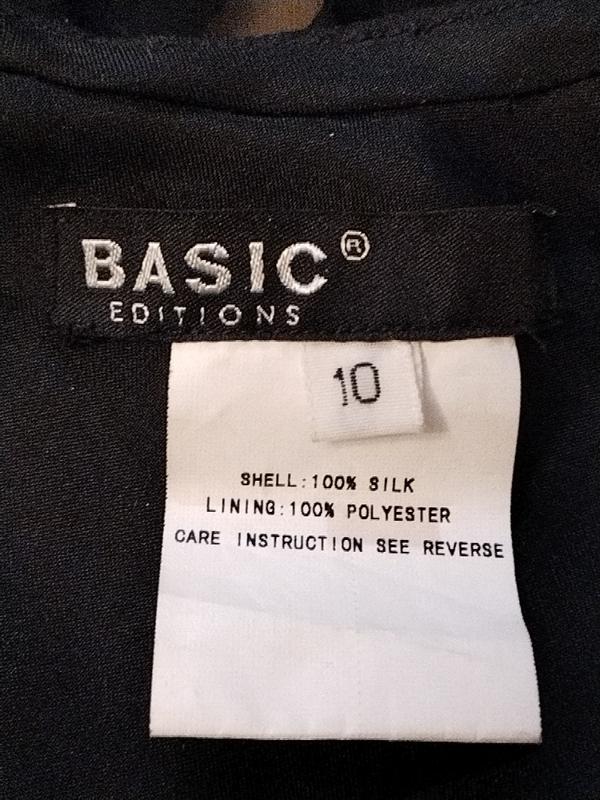 BASIC®
EDITIONS
10
SHELL:100% SILK
LINING:100% POLYESTER
CARE INSTRUCTION SEE REVERSE